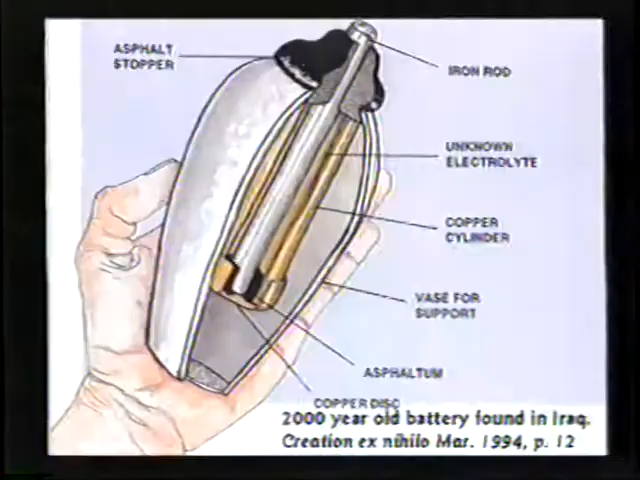 ASPHALT
STOPPER
IRON ROD
UNKNOWN
ELECTROLYTE
COPPER
CYLINDER
VASE FOR
SUPPORT
ASPHALTUM
COPPER DISC
2000 year old battery found in Iraq.
Creation ex nihilo Mar. 1994, p. 12